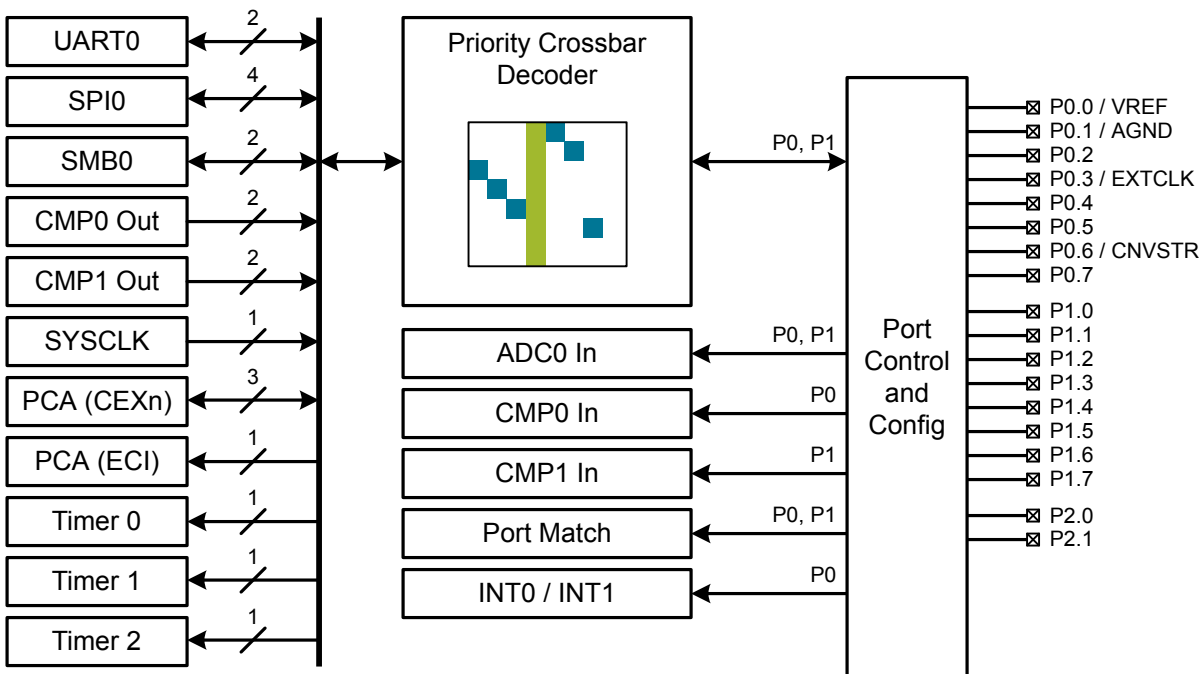 UART0
2
SPI0
4
SMB0
2
CMP0 Out
2
CMP1 Out
2
SYSCLK
1
PCA (CEXn)
3
PCA (ECI)
1
Timer 0
1
Timer 1
1
Timer 2
1
Priority Crossbar
Decoder
P0, P1
ADC0 In
P0, P1
CMP0 In
P0
CMP1 In
P1
Port Match
P0, P1
INT0 / INT1
P0
Port
Control
and
Config
P0.0 / VREF
P0.1 / AGND
P0.2
P0.3 / EXTCLK
P0.4
P0.5
P0.6 / CNVSTR
P0.7
P1.0
P1.1
P1.2
P1.3
P1.4
P1.5
P1.6
P1.7
P2.0
P2.1